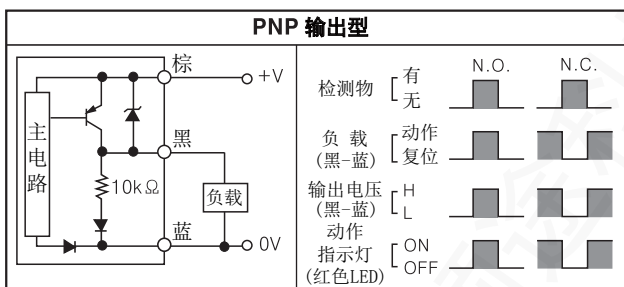 PNP 输出型
棕
+V
主电路
黑
10kΩ
负载
蓝
0V
N.O.
N.C.
检测物
有
无
负 载
(黑-蓝)
动作
复位
输出电压
(黑-蓝)
H
L
动作
指示灯
(红色LED)
ON
OFF